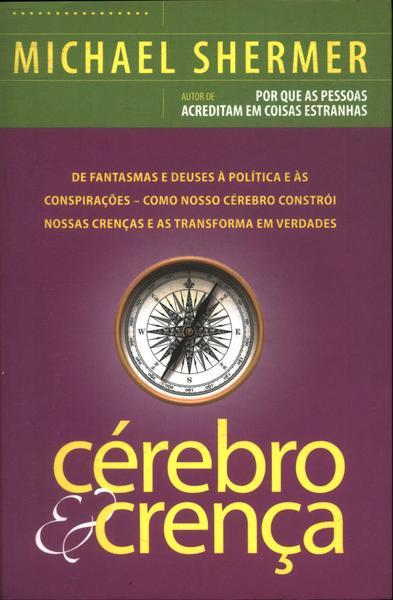 MICHAEL SHERMER
AUTOR DE POR QUE AS PESSOAS
ACREDITAM EM COISAS ESTRANHAS
DE FANTASMAS E DEUSES À POLÍTICA E ÀS
CONSPIRAÇÕES – COMO NOSSO CÉREBRO CONSTRÓI
NOSSAS CRENÇAS E AS TRANSFORMA EM VERDADES
N
W E
S
cérebro
& crença